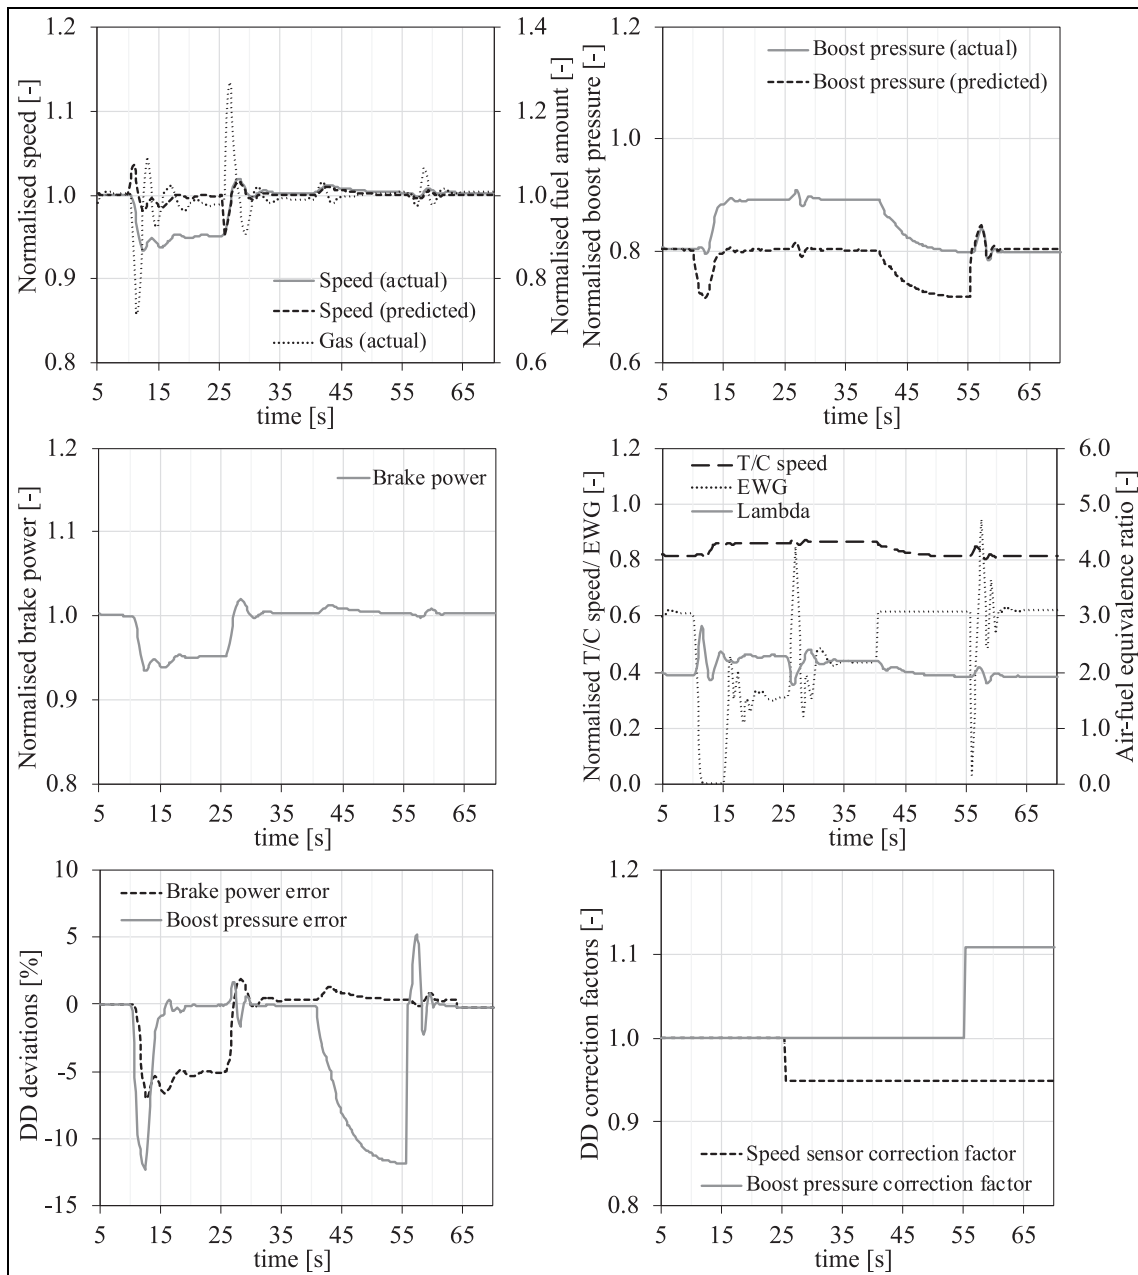 Normalised speed [-]
1.2
1.1
1.0
0.9
0.8
1.4
1.2
1.0
0.8
0.6
Normalised fuel amount [-]
Speed (actual)
Speed (predicted)
Gas (actual)
5 15 25 35 45 55 65
time [s]
Normalised boost pressure [-]
1.2
1.0
0.8
0.6
Boost pressure (actual)
Boost pressure (predicted)
5 15 25 35 45 55 65
time [s]
Normalised brake power [-]
1.2
1.1
1.0
0.9
0.8
Brake power
5 15 25 35 45 55 65
time [s]
Normalised T/C speed/ EWG [-]
1.2
1.0
0.8
0.6
0.4
0.2
0.0
T/C speed
EWG
Lambda
6.0
5.0
4.0
3.0
2.0
1.0
0.0
Air-fuel equivalence ratio [-]
5 15 25 35 45 55 65
time [s]
DD deviations [%]
10
5
0
-5
-10
-15
Brake power error
Boost pressure error
5 15 25 35 45 55 65
time [s]
DD correction factors [-]
1.2
1.1
1.0
0.9
0.8
Speed sensor correction factor
Boost pressure correction factor
5 15 25 35 45 55 65
time [s]